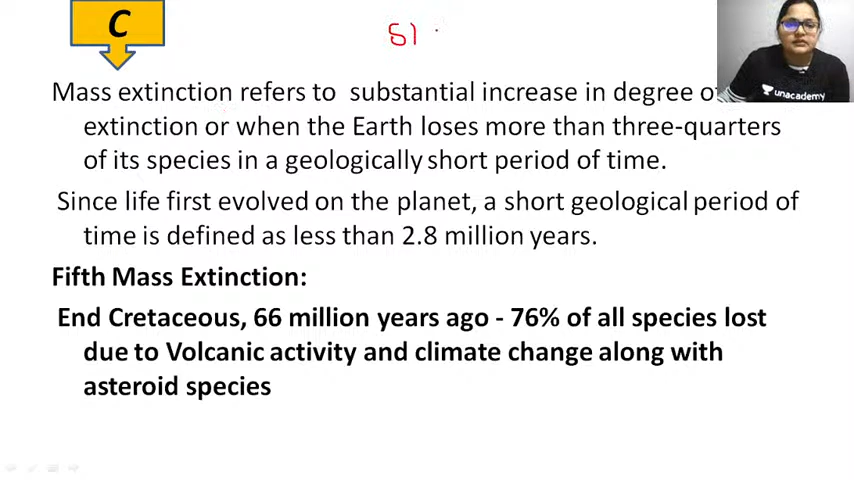 C
51
Mass extinction refers to substantial increase in degree
extinction or when the Earth loses more than three-quarters
of its species in a geologically short period of time.
Since life first evolved on the planet, a short geological period of
time is defined as less than 2.8 million years.
Fifth Mass Extinction:
End Cretaceous, 66 million years ago - 76% of all species lost
due to Volcanic activity and climate change along with
asteroid species
unacademy